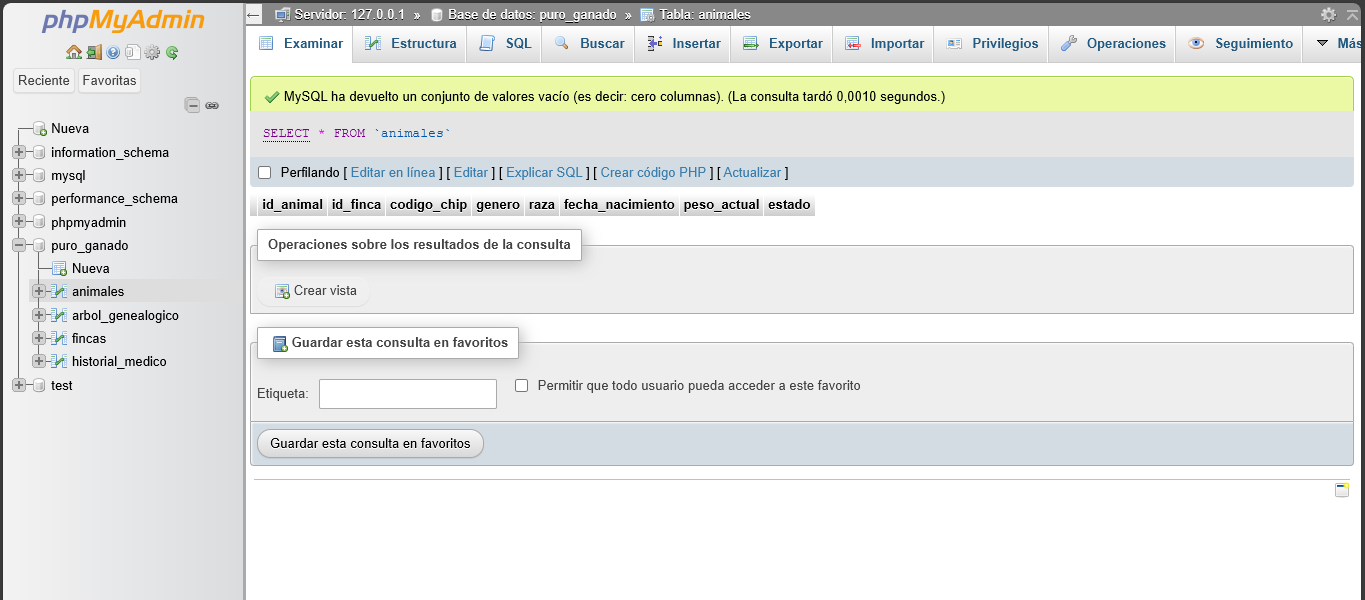 phpMyAdmin
Reciente Favoritas
Nueva
information_schema
mysql
performance_schema
phpmyadmin
puro_ganado
Nueva
animales
arbol_genealogico
fincas
historial_medico
test
Servidor: 127.0.0.1 » Base de datos: puro_ganado » Tabla: animales
Examinar Estructura SQL Buscar Insertar Exportar Importar Privilegios Operaciones Seguimiento Más
MySQL ha devuelto un conjunto de valores vacío (es decir: cero columnas). (La consulta tardó 0,0010 segundos.)
SELECT * FROM `animales`
Perfilando [ Editar en línea ] [ Editar ] [ Explicar SQL ] [ Crear código PHP ] [ Actualizar ]
id_animal id_finca codigo_chip genero raza fecha_nacimiento peso_actual estado
Operaciones sobre los resultados de la consulta
Crear vista
Guardar esta consulta en favoritos
Etiqueta: Permitir que todo usuario pueda acceder a este favorito
Guardar esta consulta en favoritos